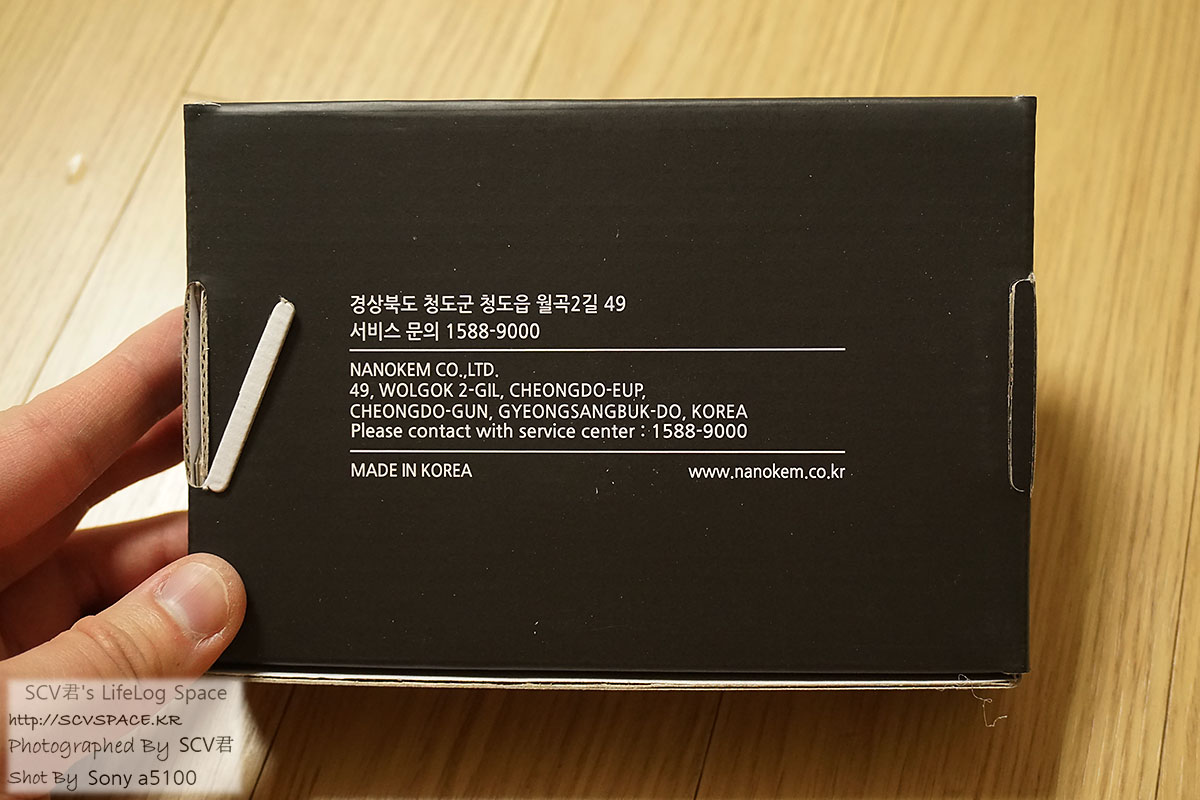 경상북도 청도군 청도읍 월곡2길 49
서비스 문의 1588-9000
NANOKEM CO.,LTD.
49, WOLGOK 2-GIL, CHEONGDO-EUP,
CHEONGDO-GUN, GYEONGSANGBUK-DO, KOREA
Please contact with service center : 1588-9000
MADE IN KOREA
www.nanokem.co.kr
SCV君's LifeLog Space
http://SCVSPACE.KR
Photographed By SCV君
Shot By Sony a5100